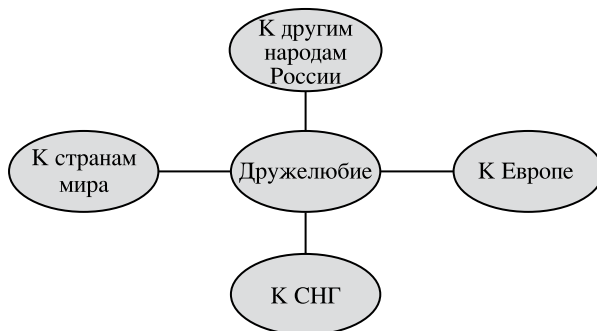 К другим
народам
России
К странам
мира
Дружелюбие
К Европе
К СНГ